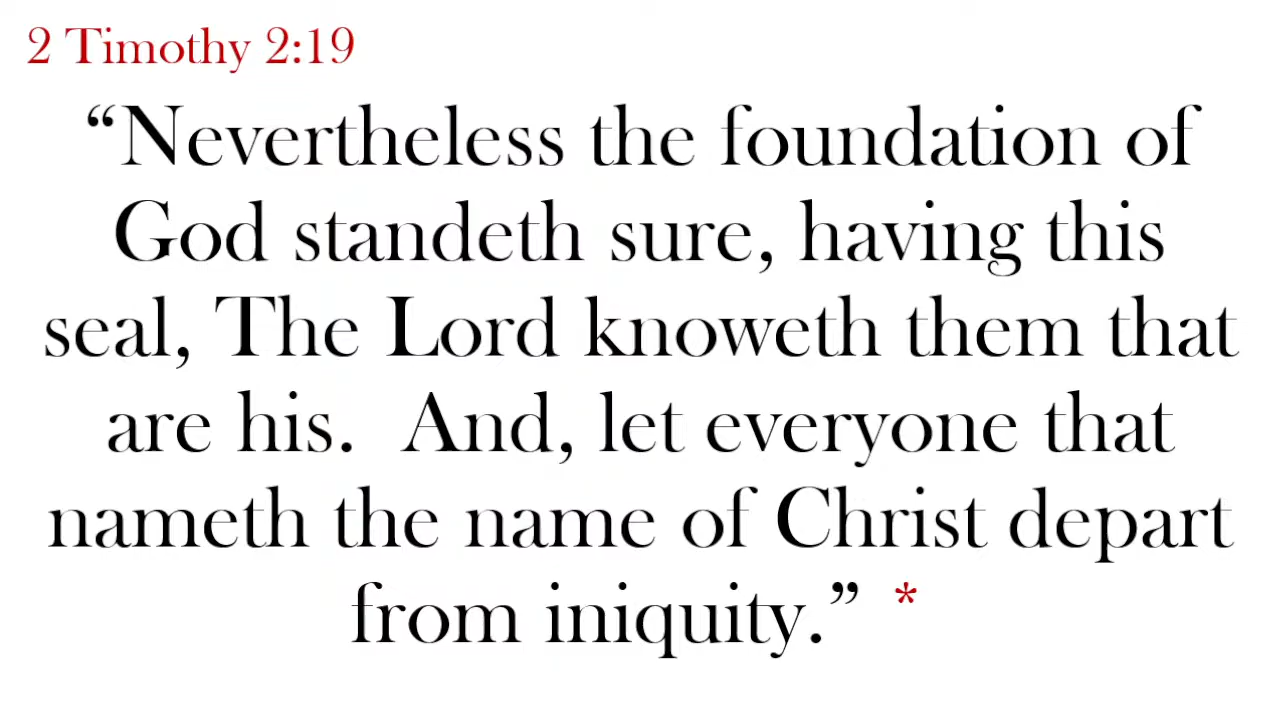 2 Timothy 2:19
“Nevertheless the foundation of
God standeth sure, having this
seal, The Lord knoweth them that
are his.  And, let everyone that
nameth the name of Christ depart
from iniquity.” *